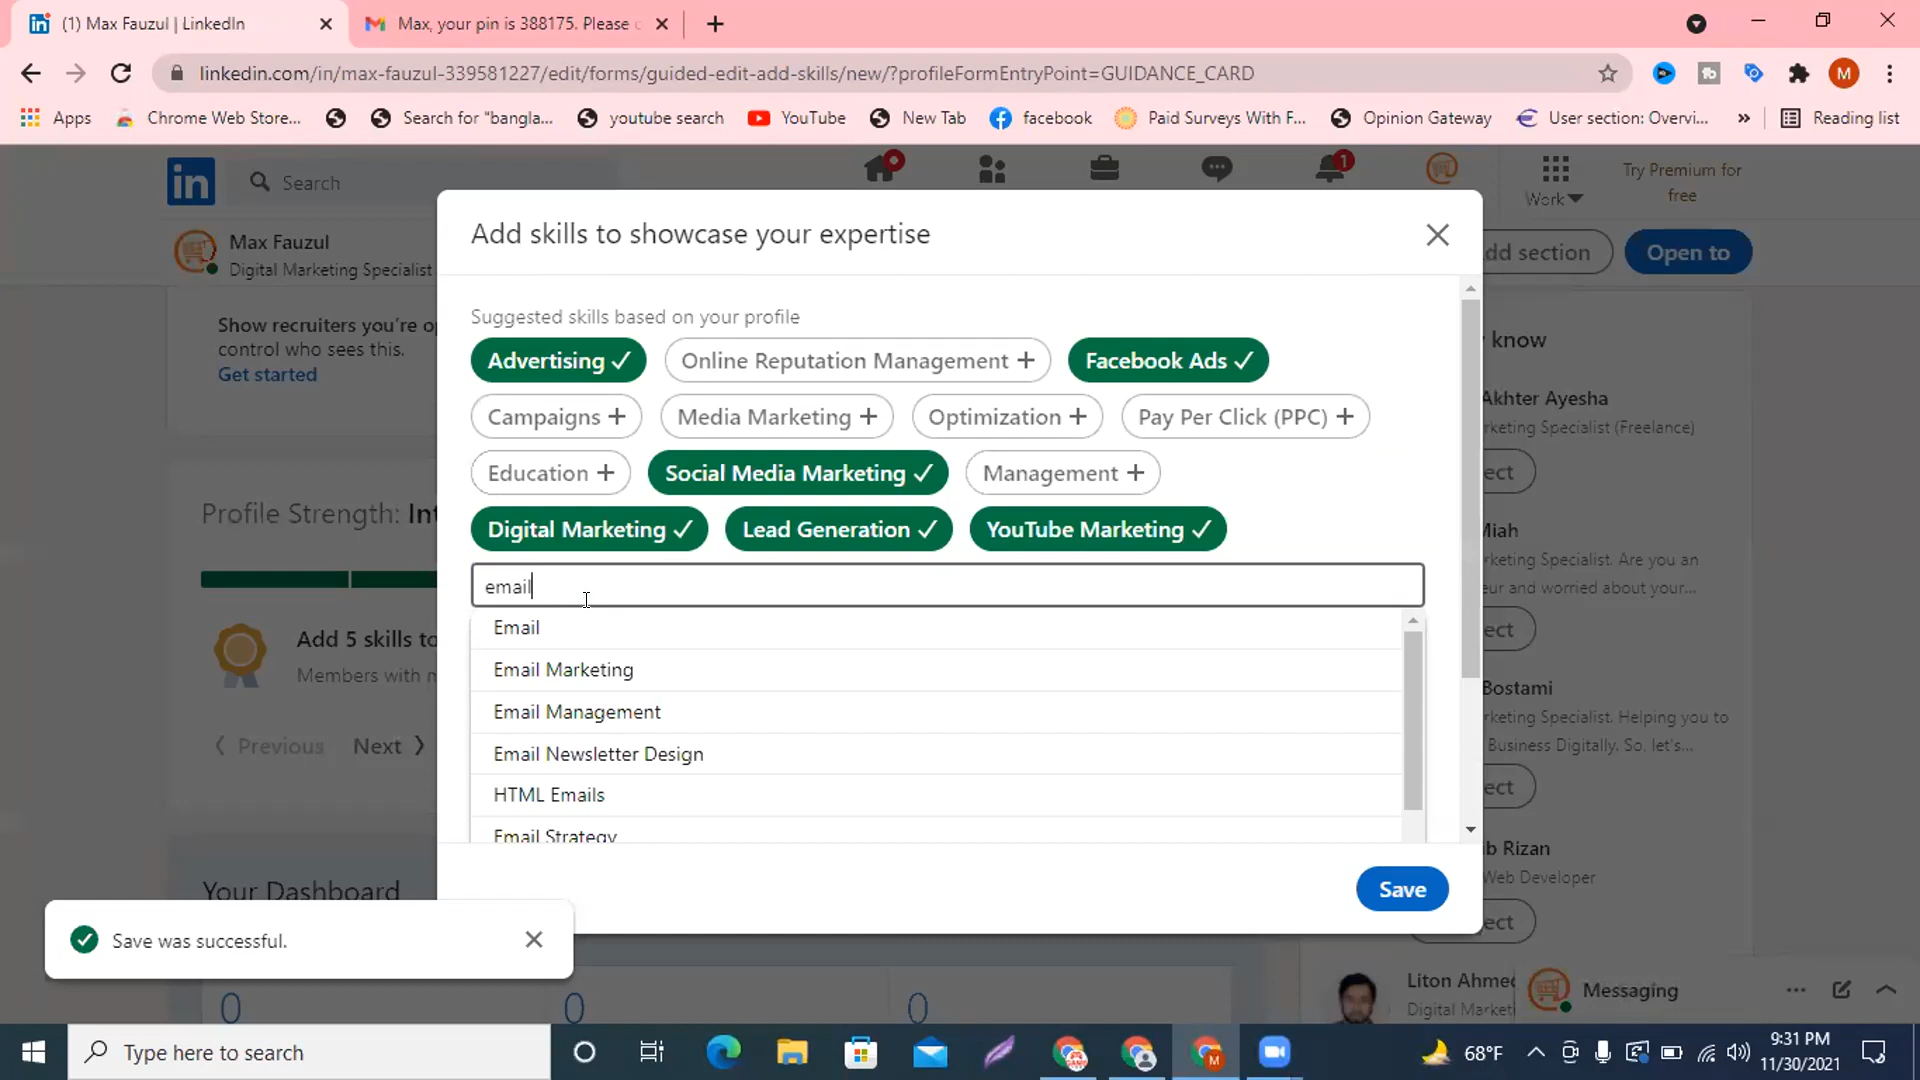 (1) Max Fauzul | LinkedIn
Max, your pin is 388175. Please c
linkedin.com/in/max-fauzul-339581227/edit/forms/guided-edit-add-skills/new/?profileFormEntryPoint=GUIDANCE_CARD
M
Apps
Chrome Web Store...
Search for "bangla...
youtube search
YouTube
New Tab
facebook
Paid Surveys With F...
Opinion Gateway
User section: Overvi...
»
Reading list
in
Search
1
Work
Try Premium for
free
Max Fauzul
Digital Marketing Specialist
dd section
Open to
Show recruiters you're o
control who sees this.
Get started
Profile Strength: Int
Add 5 skills to
Members with m
Previous
Next
Your Dashboard
Add skills to showcase your expertise
Suggested skills based on your profile
Advertising
Online Reputation Management +
Facebook Ads
Campaigns +
Media Marketing +
Optimization +
Pay Per Click (PPC) +
Education +
Social Media Marketing
Management +
Digital Marketing
Lead Generation
YouTube Marketing
email
Email
Email Marketing
Email Management
Email Newsletter Design
HTML Emails
Email Strategy
Save
y know
Akhter Ayesha
rketing Specialist (Freelance)
ect
Miah
rketing Specialist. Are you an
eur and worried about your...
ect
Bostami
rketing Specialist. Helping you to
Business Digitally. So, let's...
ect
b Rizan
Web Developer
ect
Liton Ahmed
Digital Market
Save was successful.
0
0
0
Messaging
Type here to search
68°F
9:31 PM
11/30/2021